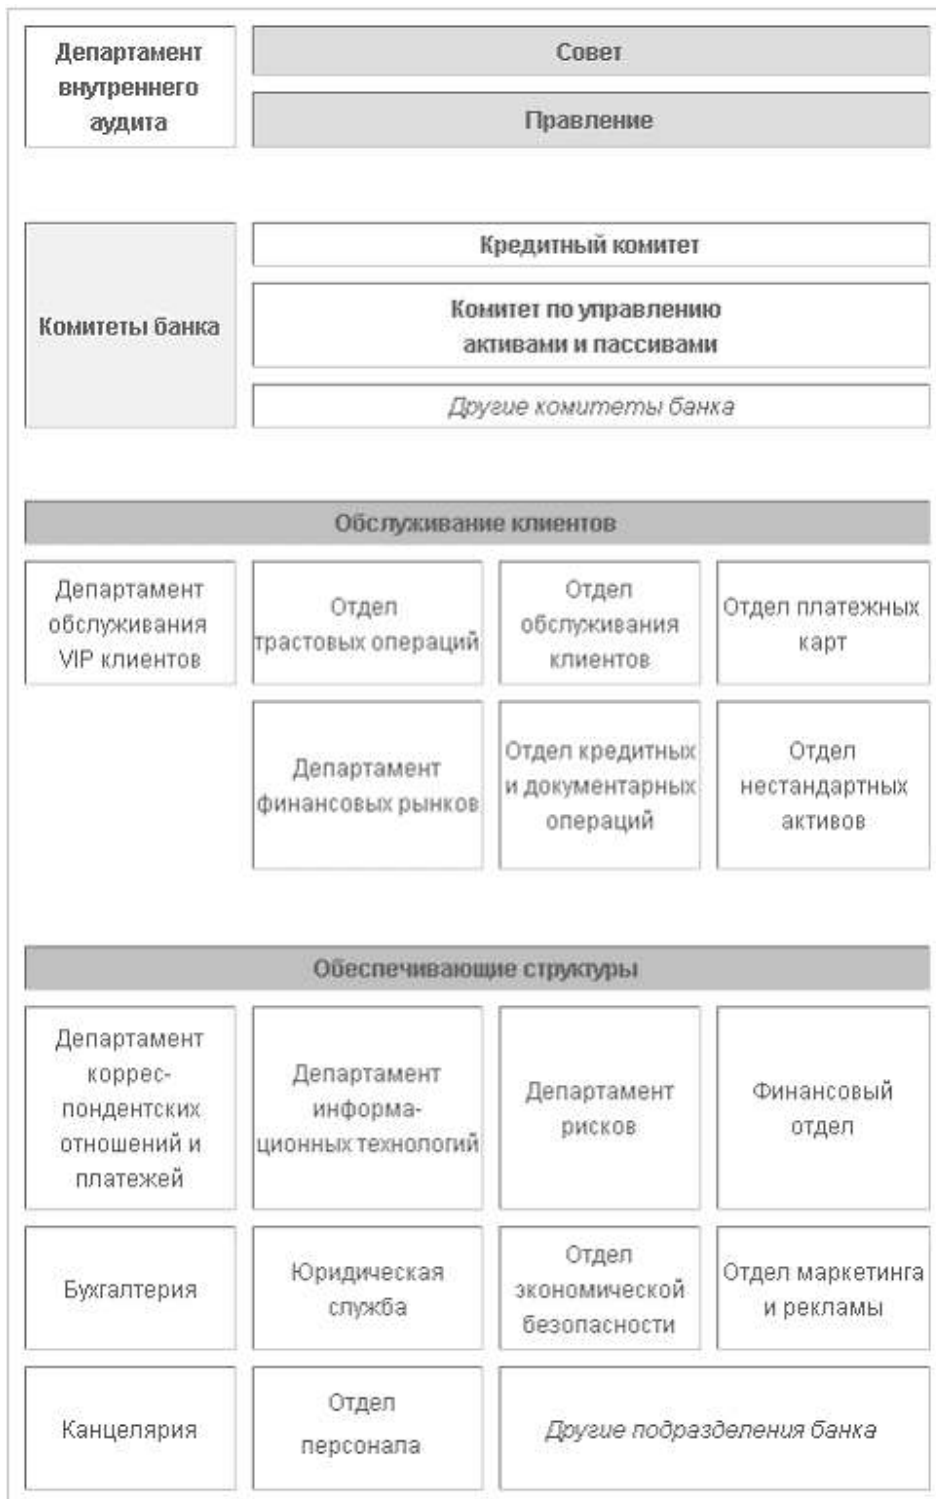 Департамент
внутреннего
аудита
Совет
Правление
Комитеты банка
Кредитный комитет
Комитет по управлению
активами и пассивами
Другие комитеты банка
Обслуживание клиентов
Департамент
обслуживания
VIP клиентов
Отдел
трастовых операций
Отдел
обслуживания
клиентов
Отдел платежных
карт
Департамент
финансовых рынков
Отдел кредитных
и документарных
операций
Отдел
нестандартных
активов
Обеспечивающие структуры
Департамент
коррес-
пондентских
отношений и
платежей
Департамент
информа-
ционных технологий
Департамент
рисков
Финансовый
отдел
Бухгалтерия
Юридическая
служба
Отдел
экономической
безопасности
Отдел маркетинга
и рекламы
Канцелярия
Отдел
персонала
Другие подразделения банка